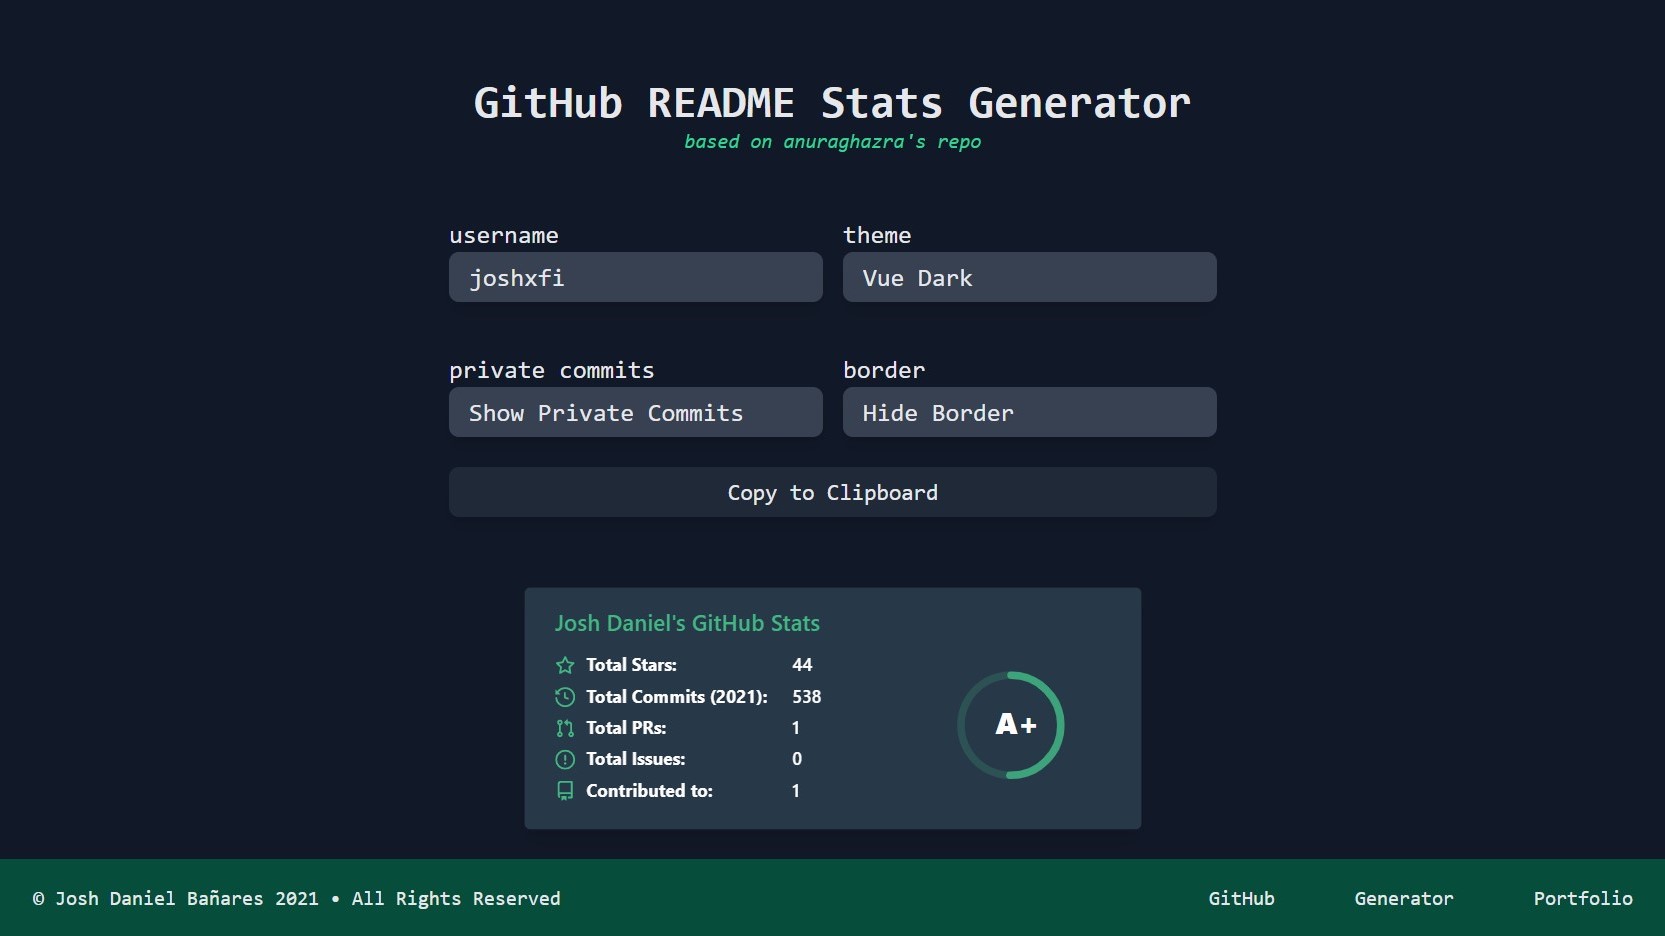 GitHub README Stats Generator
based on anuraghazra's repo
username
theme
joshxfi
Vue Dark
private commits
border
Show Private Commits
Hide Border
Copy to Clipboard
Josh Daniel's GitHub Stats
Total Stars: 44
Total Commits (2021): 538
Total PRs: 1
Total Issues: 0
Contributed to: 1
A+
© Josh Daniel Bañares 2021 • All Rights Reserved
GitHub Generator Portfolio